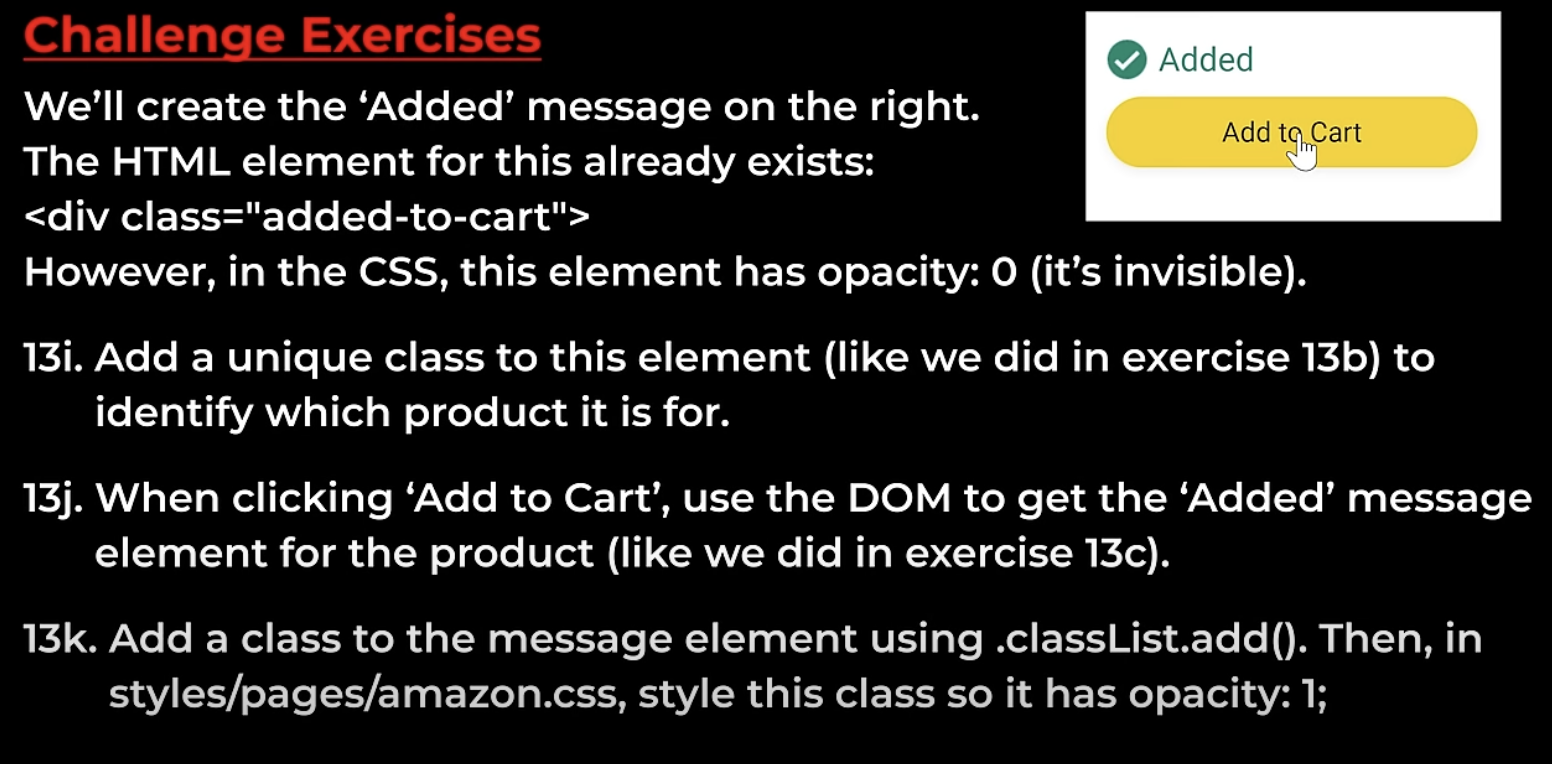 Challenge Exercises
Added
Add to Cart
We’ll create the ‘Added’ message on the right.
The HTML element for this already exists:
<div class="added-to-cart">
However, in the CSS, this element has opacity: 0 (it’s invisible).
13i. Add a unique class to this element (like we did in exercise 13b) to
identify which product it is for.
13j. When clicking ‘Add to Cart’, use the DOM to get the ‘Added’ message
element for the product (like we did in exercise 13c).
13k. Add a class to the message element using .classList.add(). Then, in
styles/pages/amazon.css, style this class so it has opacity: 1;